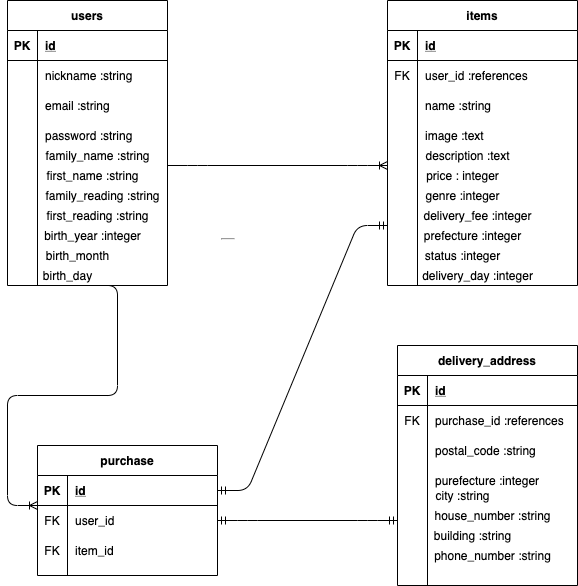 users
PK id
nickname :string
email :string
password :string
family_name :string
first_name :string
family_reading :string
first_reading :string
birth_year :integer
birth_month
birth_day
items
PK id
FK user_id :references
name :string
image :text
description :text
price : integer
genre :integer
delivery_fee :integer
prefecture :integer
status :integer
delivery_day :integer
delivery_address
PK id
FK purchase_id :references
postal_code :string
purefecture :integer
city :string
house_number :string
building :string
phone_number :string
purchase
PK id
FK user_id
FK item_id